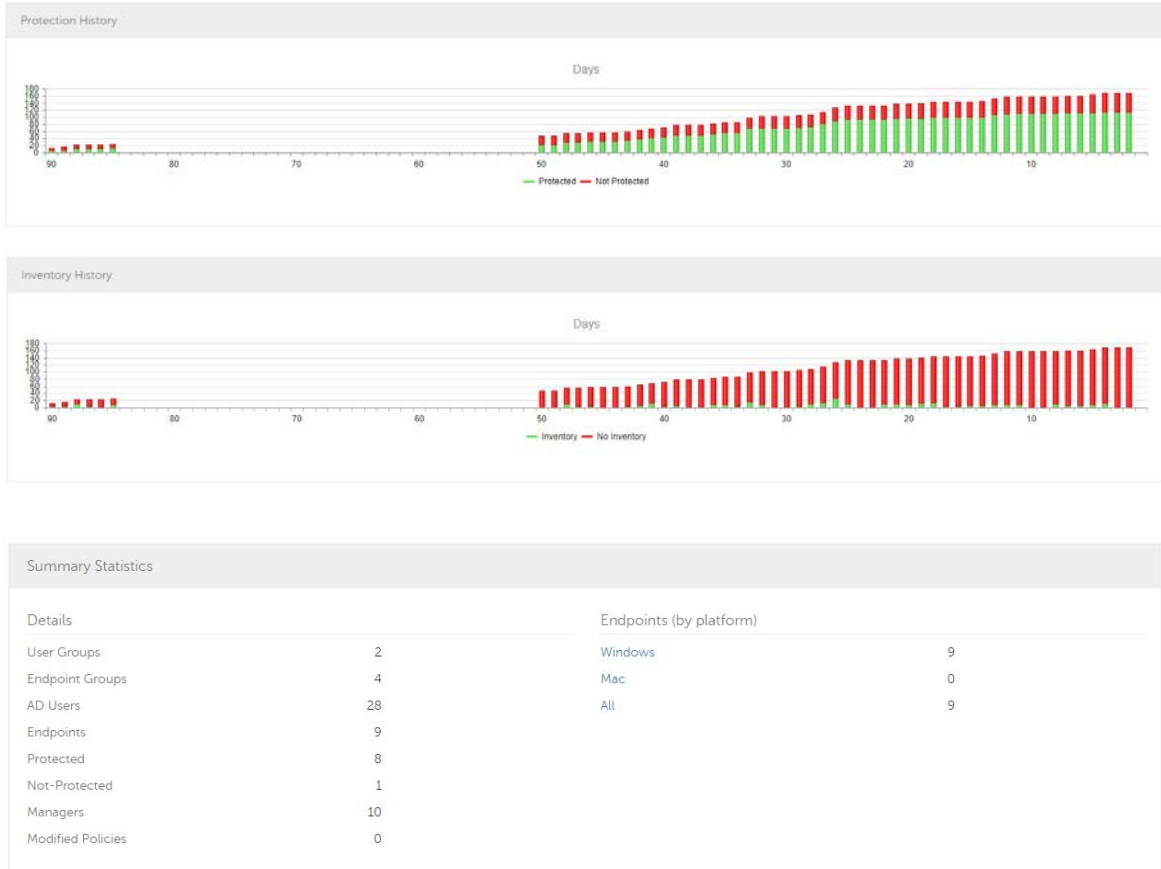 Protection History
Days
180
160
140
120
100
80
60
40
20
0
90 80 70 60 50 40 30 20 10
Protected Not Protected
Inventory History
Days
180
160
140
120
100
80
60
40
20
0
90 80 70 60 50 40 30 20 10
Inventory No Inventory
Summary Statistics
Details Endpoints (by platform)
User Groups 2 Windows 9
Endpoint Groups 4 Mac 0
AD Users 28 All 9
Endpoints 9
Protected 8
Not-Protected 1
Managers 10
Modified Policies 0